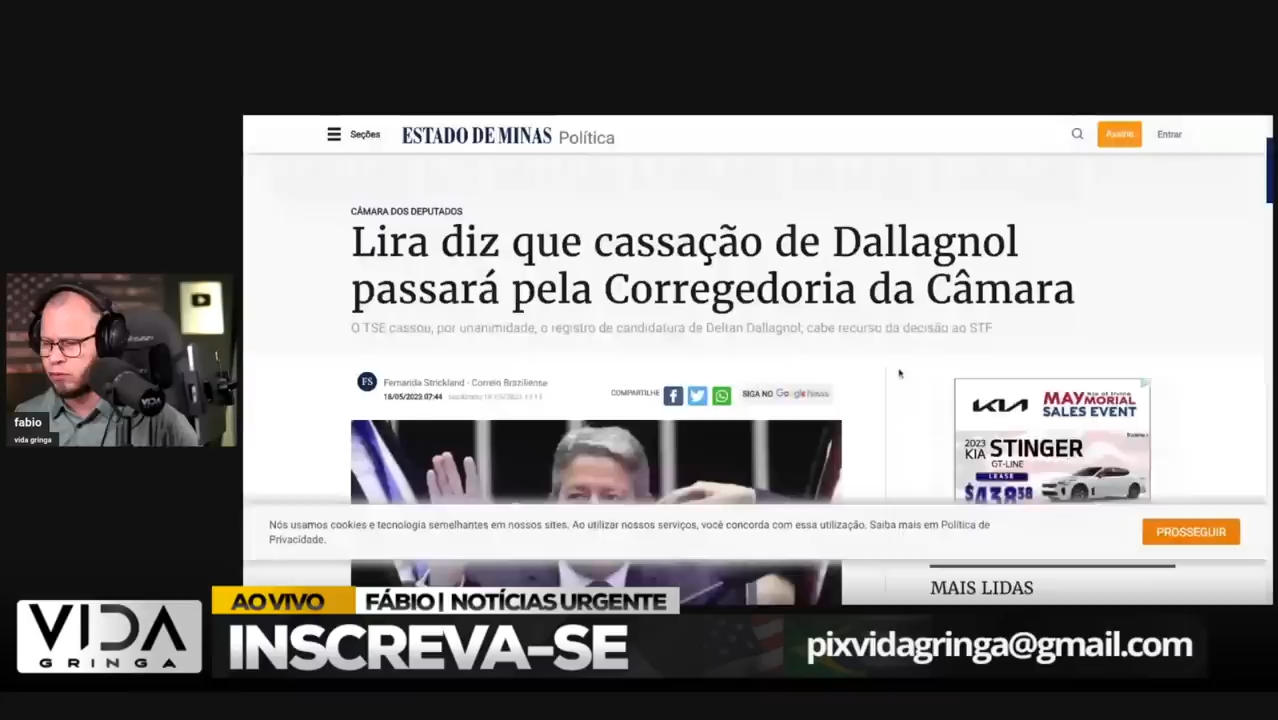 Seções
ESTADO DE MINAS Política
Assine
Entrar
CÂMARA DOS DEPUTADOS
Lira diz que cassação de Dallagnol
passará pela Corregedoria da Câmara
O TSE cassou, por unanimidade, o registro de candidatura de Deltan Dallagnol; cabe recurso da decisão ao STF
FS
Fernanda Strickland - Correio Braziliense
18/05/2023 07:44
COMPARTILHE
SIGA NO Google News
KIA
MAYMORIAL
SALES EVENT
2023
KIA STINGER
GT-LINE
LEASE
$438
fabio
vida gringa
VIDA
Nós usamos cookies e tecnologia semelhantes em nossos sites. Ao utilizar nossos serviços, você concorda com essa utilização. Saiba mais em Política de
Privacidade.
PROSSEGUIR
MAIS LIDAS
VIDA
GRINGA
AO VIVO
FÁBIO | NOTÍCIAS URGENTE
INSCREVA-SE
pixvidagringa@gmail.com